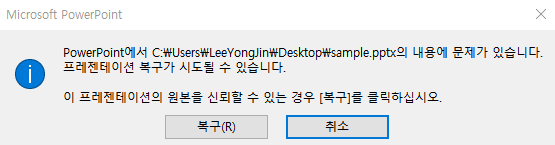 Microsoft PowerPoint
PowerPoint에서 C:₩Users₩LeeYongJin₩Desktop₩sample.pptx의 내용에 문제가 있습니다.
프레젠테이션 복구가 시도될 수 있습니다.
이 프레젠테이션의 원본을 신뢰할 수 있는 경우 [복구]를 클릭하십시오.
복구(R)
취소